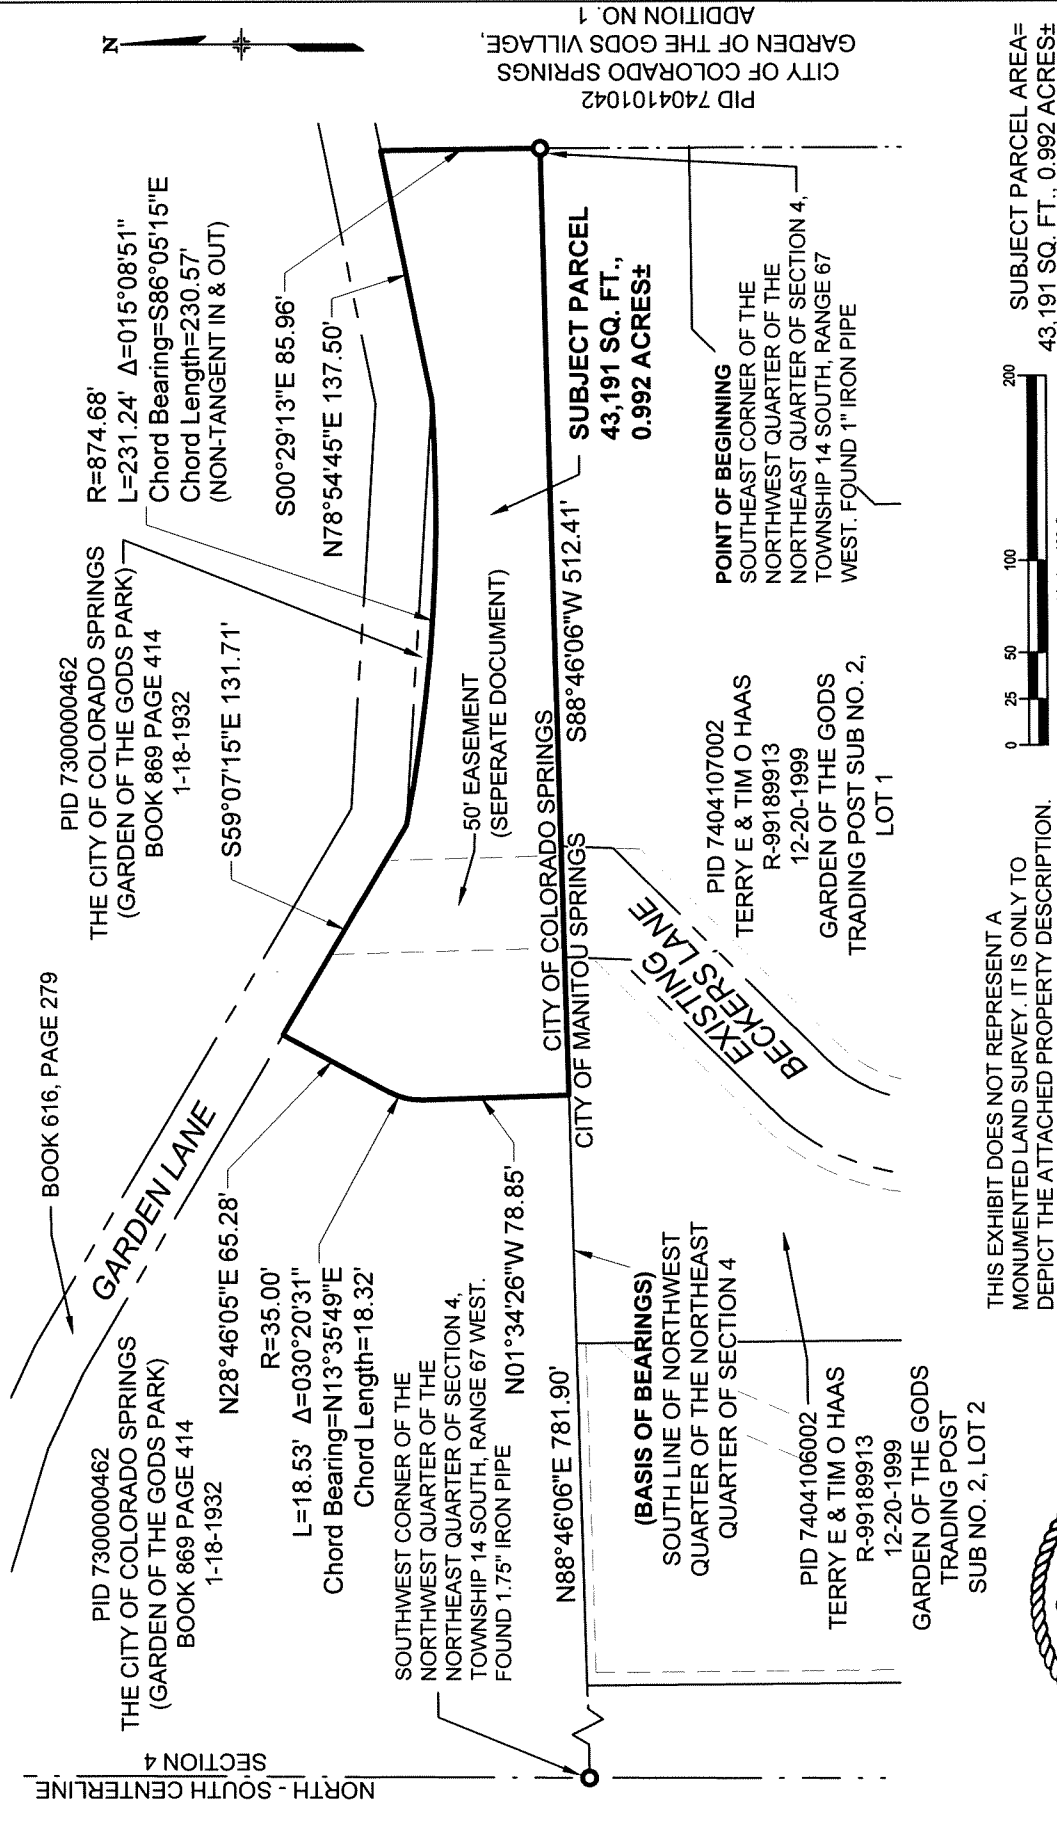 BOOK 616, PAGE 279
PID 7300000462
THE CITY OF COLORADO SPRINGS
(GARDEN OF THE GODS PARK)
BOOK 869 PAGE 414
1-18-1932
GARDEN LANE
PID 7300000462
THE CITY OF COLORADO SPRINGS
(GARDEN OF THE GODS PARK)
BOOK 869 PAGE 414
1-18-1932
S59°07'15"E 131.71'
R=874.68'
L=231.24' Δ=015°08'51"
Chord Bearing=S86°05'15"E
Chord Length=230.57'
(NON-TANGENT IN & OUT)
S00°29'13"E 85.96'
N78°54'45"E 137.50'
N
N28°46'05"E 65.28'
R=35.00'
L=18.53' Δ=030°20'31"
Chord Bearing=N13°35'49"E
Chord Length=18.32'
SOUTHWEST CORNER OF THE
NORTHWEST QUARTER OF THE
NORTHEAST QUARTER OF SECTION 4,
TOWNSHIP 14 SOUTH, RANGE 67 WEST.
FOUND 1.75" IRON PIPE
N01°34'26"W 78.85'
N88°46'06"E 781.90'
50' EASEMENT
(SEPERATE DOCUMENT)
SUBJECT PARCEL
43,191 SQ. FT.,
0.992 ACRES±
CITY OF COLORADO SPRINGS
S88°46'06"W 512.41'
CITY OF MANITOU SPRINGS
NORTH - SOUTH CENTERLINE
SECTION 4
PID 7404101042
CITY OF COLORADO SPRINGS
GARDEN OF THE GODS VILLAGE,
ADDITION NO. 1
(BASIS OF BEARINGS)
SOUTH LINE OF NORTHWEST
QUARTER OF THE NORTHEAST
QUARTER OF SECTION 4
EXISTING
BECKERS LANE
PID 7404107002
TERRY E & TIM O HAAS
R-99189913
12-20-1999
GARDEN OF THE GODS
TRADING POST SUB NO. 2,
LOT 1
POINT OF BEGINNING
SOUTHEAST CORNER OF THE
NORTHWEST QUARTER OF THE
NORTHEAST QUARTER OF SECTION 4,
TOWNSHIP 14 SOUTH, RANGE 67
WEST. FOUND 1" IRON PIPE
PID 7404106002
TERRY E & TIM O HAAS
R-99189913
12-20-1999
GARDEN OF THE GODS
TRADING POST
SUB NO. 2, LOT 2
THIS EXHIBIT DOES NOT REPRESENT A
MONUMENTED LAND SURVEY. IT IS ONLY TO
DEPICT THE ATTACHED PROPERTY DESCRIPTION.
0 25 50 100 200
SUBJECT PARCEL AREA=
43,191 SQ. FT., 0.992 ACRES±